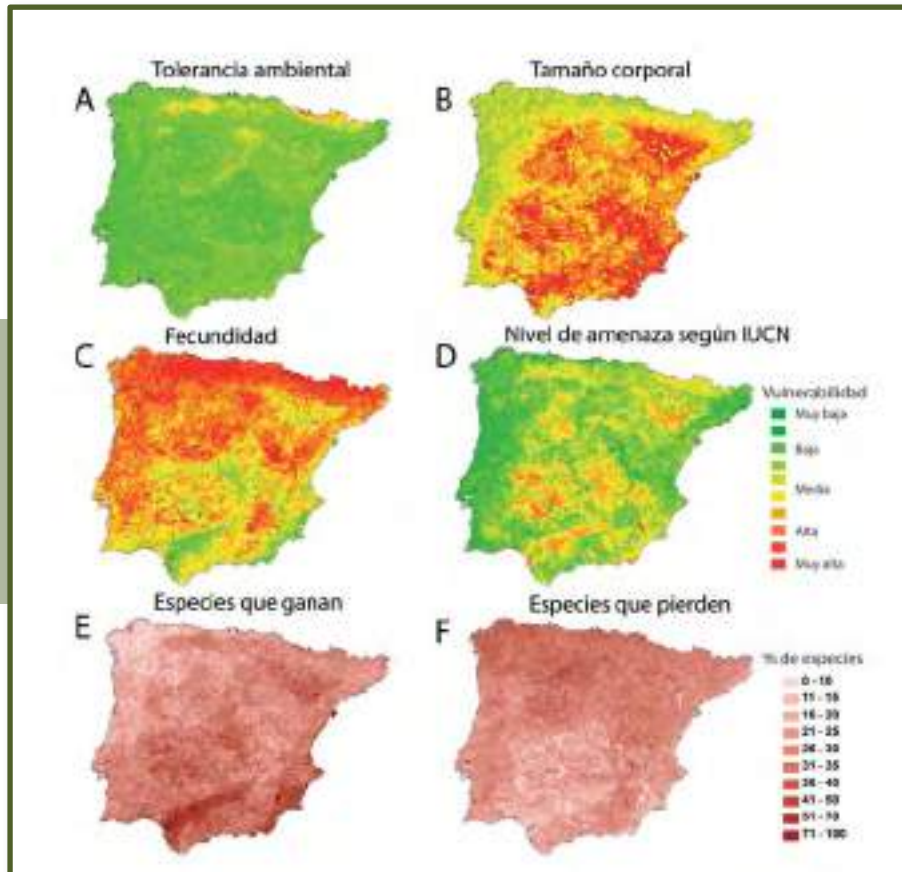 Tolerancia ambiental
Tamaño corporal
A
B
Fecundidad
Nivel de amenaza según IUCN
C
D
Vulnerabilidad
Muy baja
Baja
Media
Alta
Muy alta
Especies que ganan
Especies que pierden
E
F
% de especies
0 - 10
11 - 15
16 - 20
21 - 25
26 - 30
31 - 35
36 - 40
41 - 50
51 - 70
71 - 100